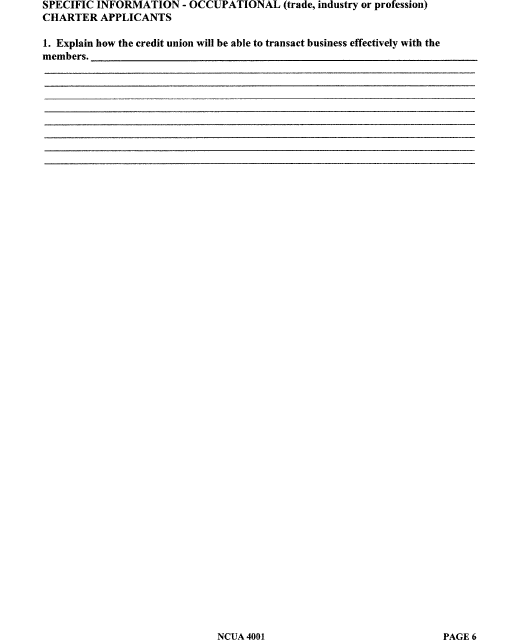 SPECIFIC INFORMATION - OCCUPATIONAL (trade, industry or profession)
CHARTER APPLICANTS
1. Explain how the credit union will be able to transact business effectively with the
members.
NCUA 4001
PAGE 6